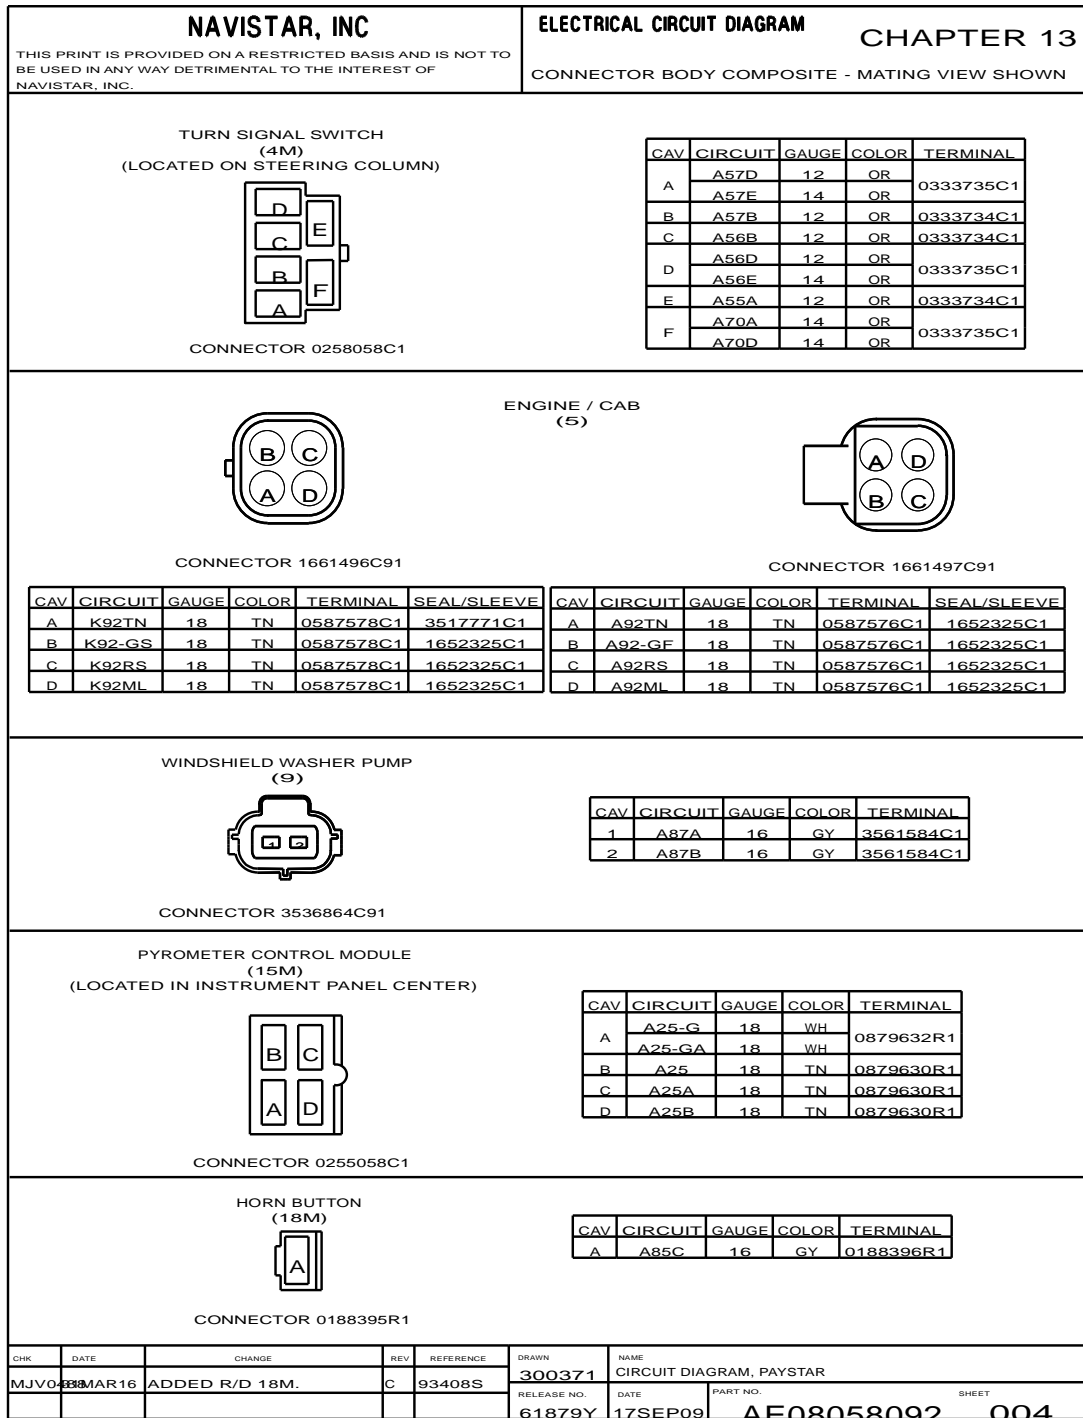 NAVISTAR, INC
THIS PRINT IS PROVIDED ON A RESTRICTED BASIS AND IS NOT TO
BE USED IN ANY WAY DETRIMENTAL TO THE INTEREST OF
NAVISTAR, INC.
ELECTRICAL CIRCUIT DIAGRAM
CHAPTER 13
CONNECTOR BODY COMPOSITE - MATING VIEW SHOWN
TURN SIGNAL SWITCH
(4M)
(LOCATED ON STEERING COLUMN)
D
E
C
B
F
A
CONNECTOR 0258058C1
CAV CIRCUIT GAUGE COLOR TERMINAL
A A57D 12 OR 0333735C1
A57E 14 OR
B A57B 12 OR 0333734C1
C A56B 12 OR 0333734C1
D A56D 12 OR 0333735C1
A56E 14 OR
E A55A 12 OR 0333734C1
F A70A 14 OR 0333735C1
A70D 14 OR
ENGINE / CAB
(5)
B C
A D
CONNECTOR 1661496C91
CAV CIRCUIT GAUGE COLOR TERMINAL SEAL/SLEEVE
A K92TN 18 TN 0587578C1 3517771C1
B K92-GS 18 TN 0587578C1 1652325C1
C K92RS 18 TN 0587578C1 1652325C1
D K92ML 18 TN 0587578C1 1652325C1
A D
B C
CONNECTOR 1661497C91
CAV CIRCUIT GAUGE COLOR TERMINAL SEAL/SLEEVE
A A92TN 18 TN 0587576C1 1652325C1
B A92-GF 18 TN 0587576C1 1652325C1
C A92RS 18 TN 0587576C1 1652325C1
D A92ML 18 TN 0587576C1 1652325C1
WINDSHIELD WASHER PUMP
(9)
1 2
CONNECTOR 3536864C91
CAV CIRCUIT GAUGE COLOR TERMINAL
1 A87A 16 GY 3561584C1
2 A87B 16 GY 3561584C1
PYROMETER CONTROL MODULE
(15M)
(LOCATED IN INSTRUMENT PANEL CENTER)
B C
A D
CONNECTOR 0255058C1
CAV CIRCUIT GAUGE COLOR TERMINAL
A A25-G 18 WH 0879632R1
A25-GA 18 WH
B A25 18 TN 0879630R1
C A25A 18 TN 0879630R1
D A25B 18 TN 0879630R1
HORN BUTTON
(18M)
A
CONNECTOR 0188395R1
CAV CIRCUIT GAUGE COLOR TERMINAL
A A85C 16 GY 0188396R1
CHK DATE CHANGE REV REFERENCE
ADDED R/D 18M. C 93408S
DRAWN
300371
NAME
CIRCUIT DIAGRAM, PAYSTAR
RELEASE NO.
61879Y
DATE
17SEP09
PART NO.
AE08058092
SHEET
004